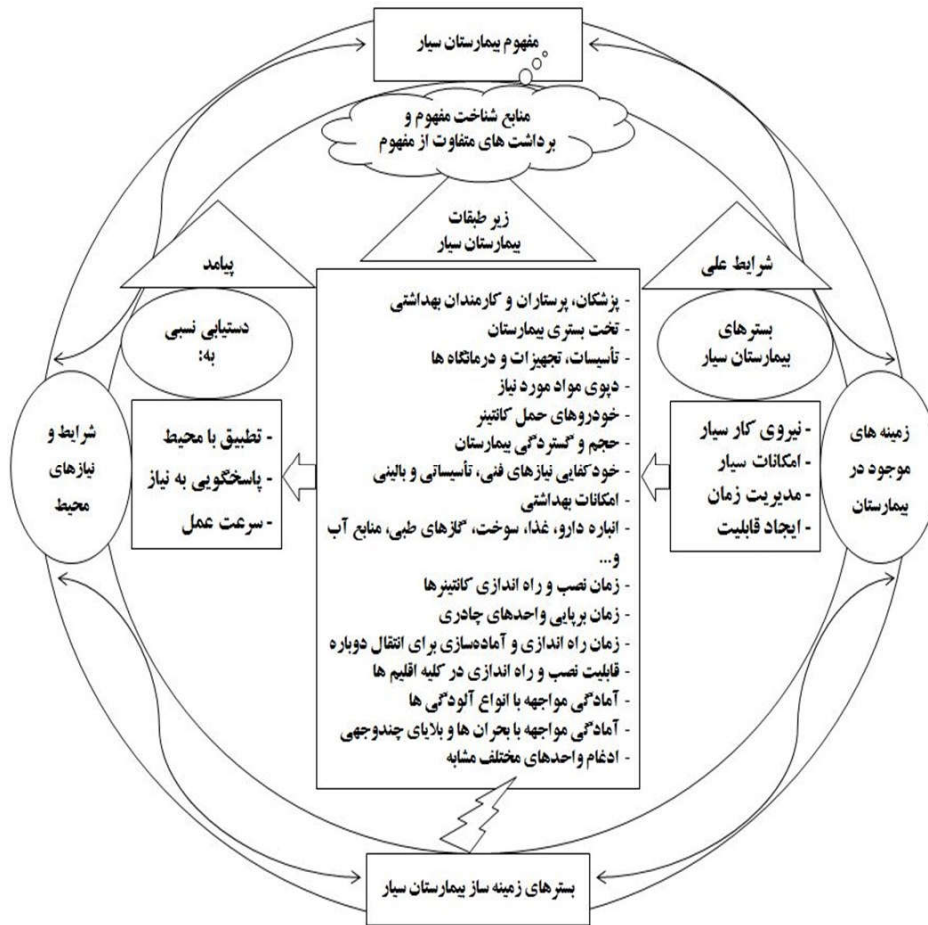 مفهوم بیمارستان سیار
منابع شناخت مفهوم و
برداشت های متفاوت از مفهوم
زیر طبقات
بیمارستان سیار
شرایط علی
بسترهای
بیمارستان سیار
زمینه های
موجود در
بیمارستان
- نیروی کار سیار
- امکانات سیار
- مدیریت زمان
- ایجاد قابلیت
- پزشکان، پرستاران و کارمندان بهداشتی
- تخت بستری بیمارستان
- تأسیسات، تجهیزات و درمانگاه ها
- دپوی مواد مورد نیاز
- خودروهای حمل کانتینر
- حجم و گستردگی بیمارستان
- خودکفایی نیازهای فنی، تأسیساتی و بالینی
- امکانات بهداشتی
- انباره دارو، غذا، سوخت، گازهای طبی، منابع آب
و...
- زمان نصب و راه اندازی کانتینرها
- زمان برپایی واحدهای چادری
- زمان راه اندازی و آماده‌سازی برای انتقال دوباره
- قابلیت نصب و راه اندازی در کلیه اقلیم ها
- آمادگی مواجهه با انواع آلودگی ها
- آمادگی مواجهه با بحران ها و بلایای چندوجهی
- ادغام واحدهای مختلف مشابه
پیامد
دستیابی نسبی
به:
- تطبیق با محیط
- پاسخگویی به نیاز
- سرعت عمل
شرایط و
نیازهای
محیط
بسترهای زمینه ساز بیمارستان سیار